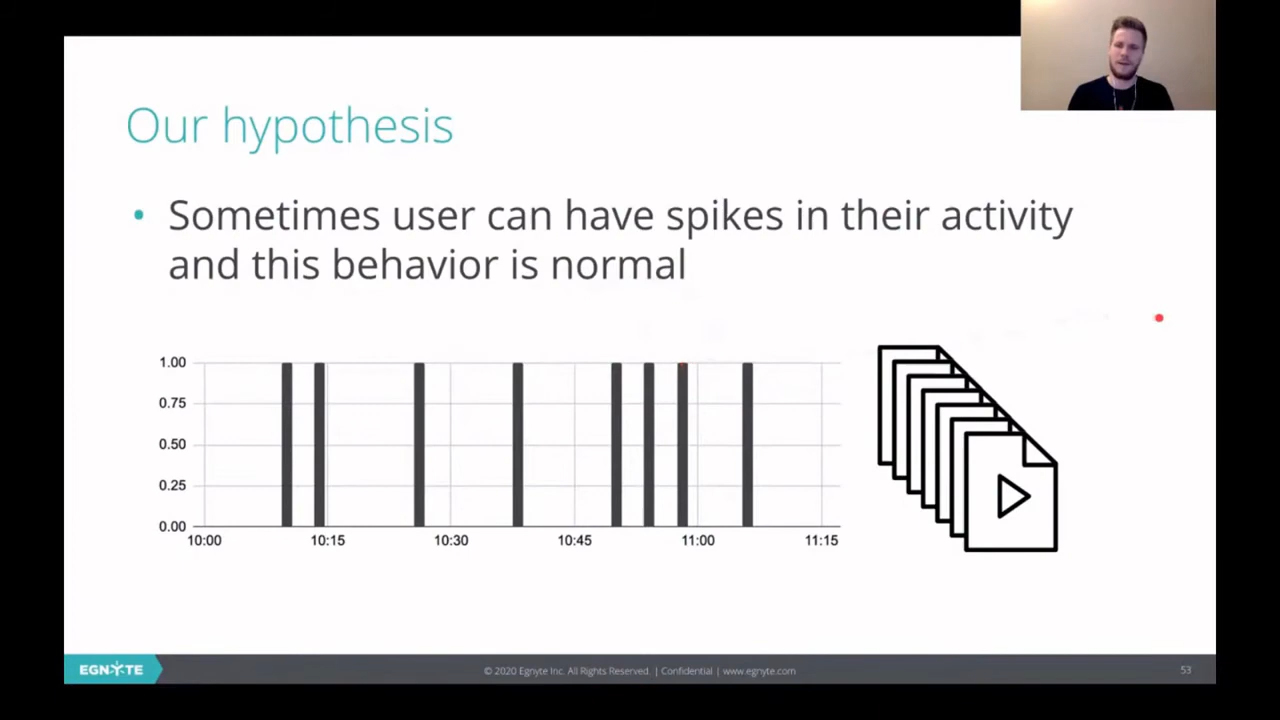 Our hypothesis
• Sometimes user can have spikes in their activity
and this behavior is normal
1.00
0.75
0.50
0.25
0.00
10:00 10:15 10:30 10:45 11:00 11:15
EGNYTE © 2020 Egnyte Inc. All Rights Reserved. | Confidential | www.egnyte.com 53